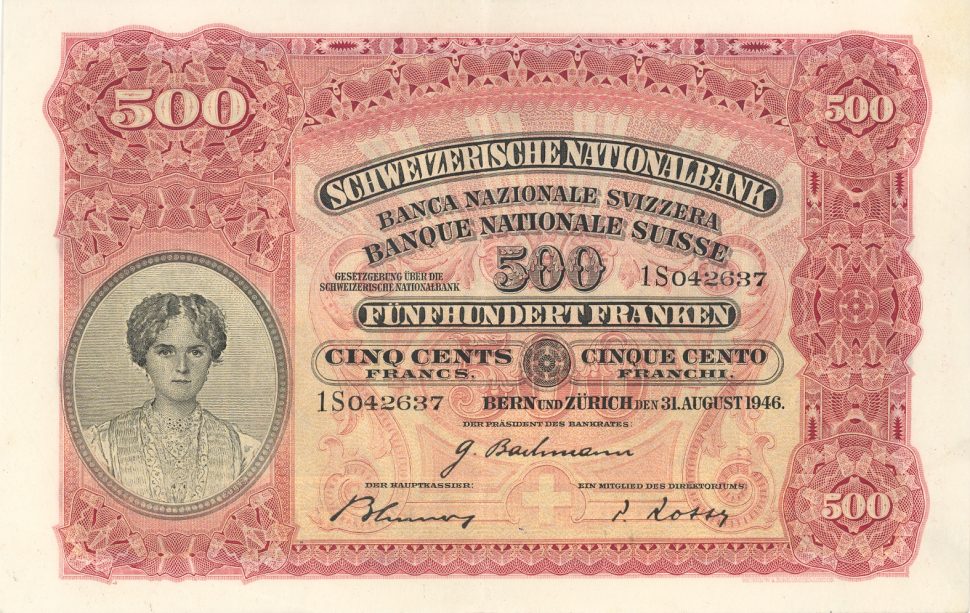 500
500
SCHWEIZERISCHE NATIONALBANK
BANCA NAZIONALE SVIZZERA
BANQUE NATIONALE SUISSE
GESETZGEBUNG ÜBER DIE
SCHWEIZERISCHE NATIONALBANK
500
1S042637
FÜNFHUNDERT FRANKEN
CINQ CENTS
FRANCS.
CINQUE CENTO
FRANCHI.
1S042637
BERN UND ZÜRICH DEN 31. AUGUST 1946.
DER PRÄSIDENT DES BANKRATES:
G. Bachmann
DER HAUPTKASSIER:
EIN MITGLIED DES DIREKTORIUMS:
Blumer
P. Rossy
500